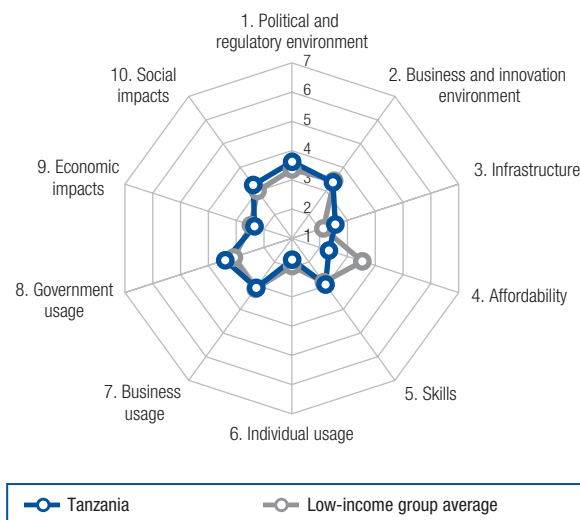 1. Political and
regulatory environment
2. Business and innovation
environment
3. Infrastructure
4. Affordability
5. Skills
6. Individual usage
7. Business
usage
8. Government
usage
9. Economic
impacts
10. Social
impacts
7
6
5
4
3
2
1
Tanzania
Low-income group average